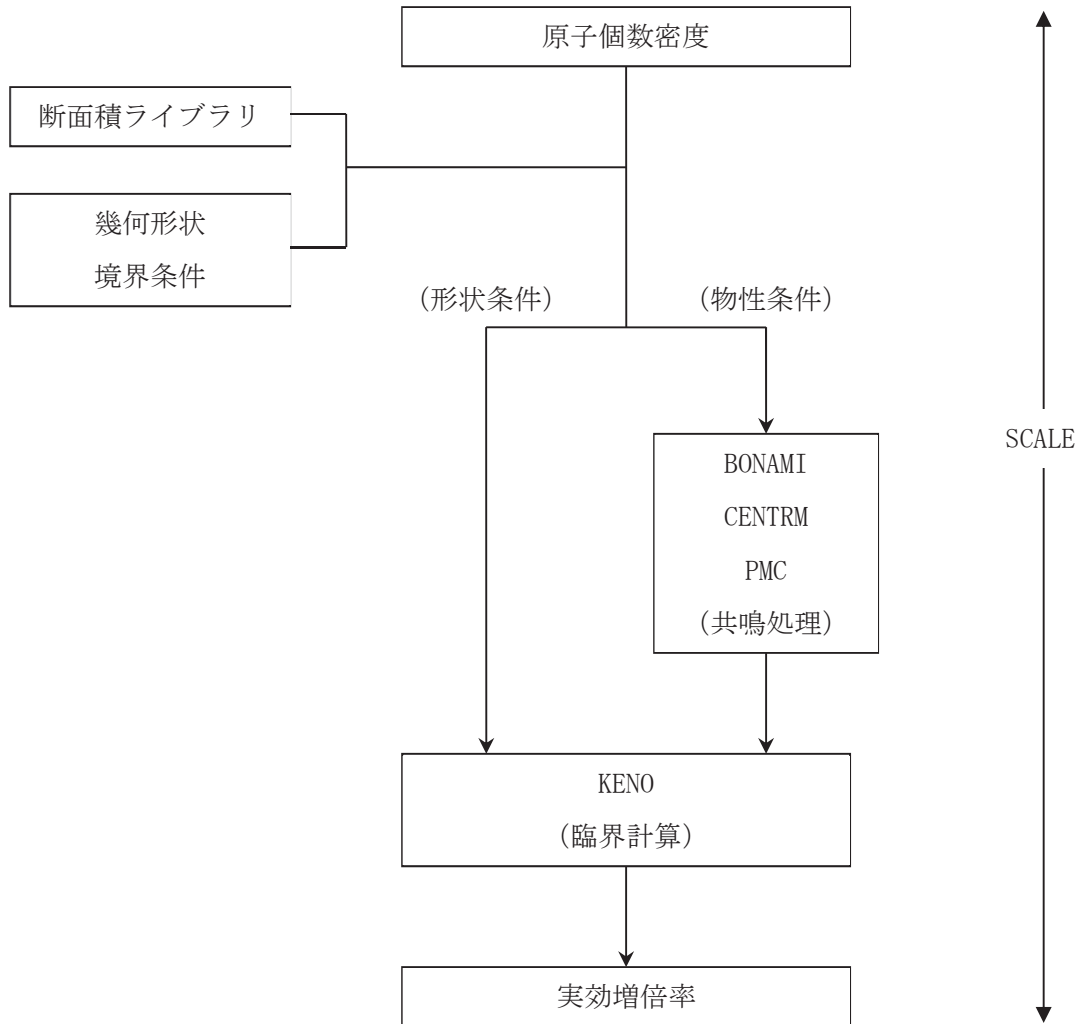 原子個数密度
断面積ライブラリ
幾何形状
境界条件
(形状条件)
(物性条件)
SCALE
BONAMI
CENTRM
PMC
(共鳴処理)
KENO
(臨界計算)
実効増倍率